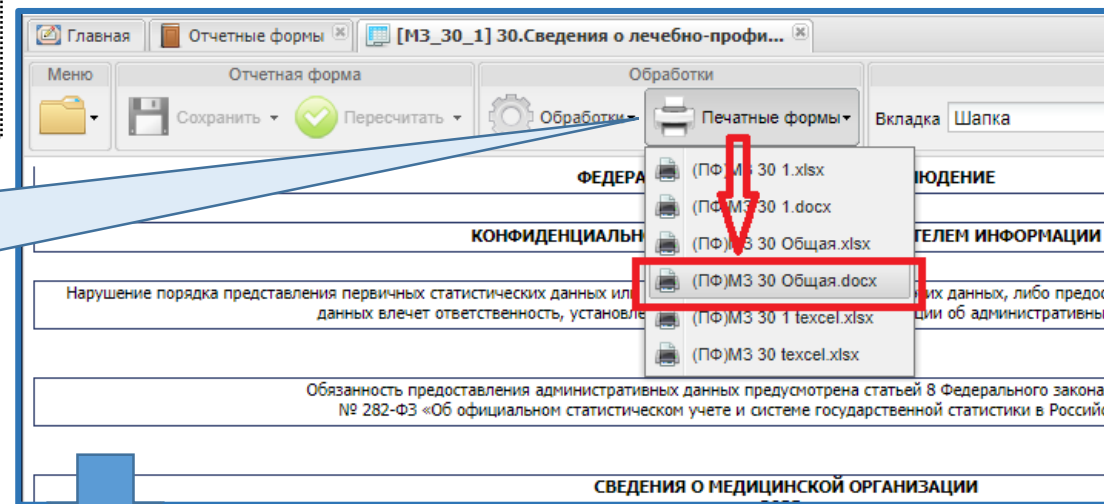 Главная
Отчетные формы
[МЗ_30_1] 30.Сведения о лечебно-профи...
Меню
Отчетная форма
Обработки
Сохранить
Пересчитать
Обработки
Печатные формы
Вкладка
Шапка
(ПФ)МЗ 30 1.xlsx
(ПФ)МЗ 30 1.docx
(ПФ)МЗ 30 Общая.xlsx
(ПФ)МЗ 30 Общая.docx
(ПФ)МЗ 30 1 texcel.xlsx
(ПФ)МЗ 30 texcel.xlsx
КОНФИДЕНЦИАЛЬН ТЕЛЕМ ИНФОРМАЦИИ
Нарушение порядка представления первичных статистических данных или их данных, либо предос
данных влечет ответственность, установле ции об административны
Обязанность предоставления административных данных предусмотрена статьей 8 Федерального закона
№ 282-ФЗ «Об официальном статистическом учете и системе государственной статистики в Россий
СВЕДЕНИЯ О МЕДИЦИНСКОЙ ОРГАНИЗАЦИИ